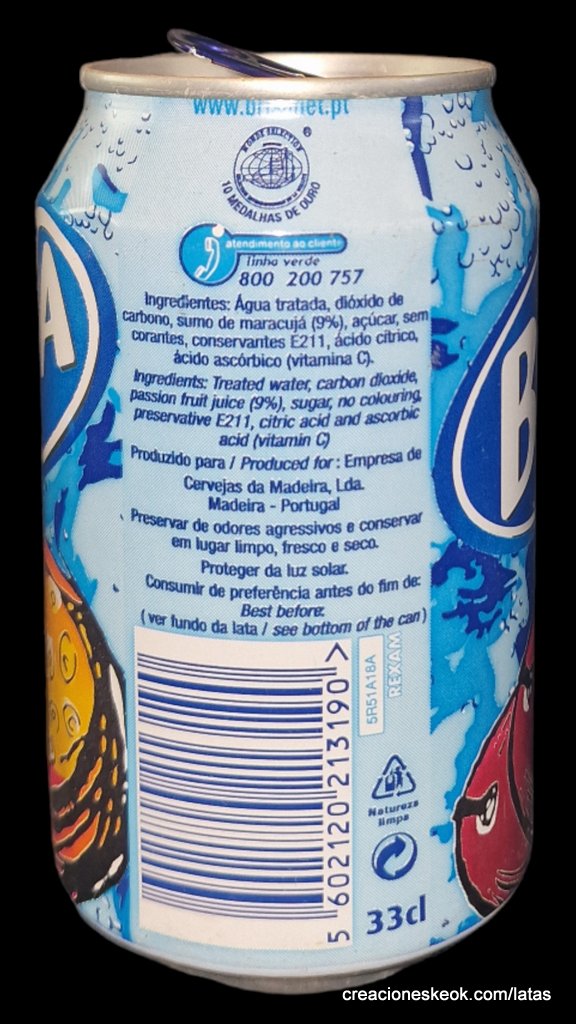 MONDE SELECTION
®
10 MEDALHAS DE OURO
atendimento ao cliente
linha verde
800 200 757
Ingredientes: Água tratada, dióxido de
carbono, sumo de maracujá (9%), açúcar, sem
corantes, conservantes E211, ácido cítrico,
ácido ascórbico (vitamina C).
Ingredients: Treated water, carbon dioxide,
passion fruit juice (9%), sugar, no colouring,
preservative E211, citric acid and ascorbic
acid (vitamin C)
Produzido para / Produced for: Empresa de
Cervejas da Madeira, Lda.
Madeira - Portugal
Preservar de odores agressivos e conservar
em lugar limpo, fresco e seco.
Proteger da luz solar.
Consumir de preferência antes do fim de:
Best before:
( ver fundo da lata / see bottom of the can )
5 602120 213190 >
5R51A18A
REXAM
Natureza
limpa
33cl
A
B
creacioneskeok.com/latas